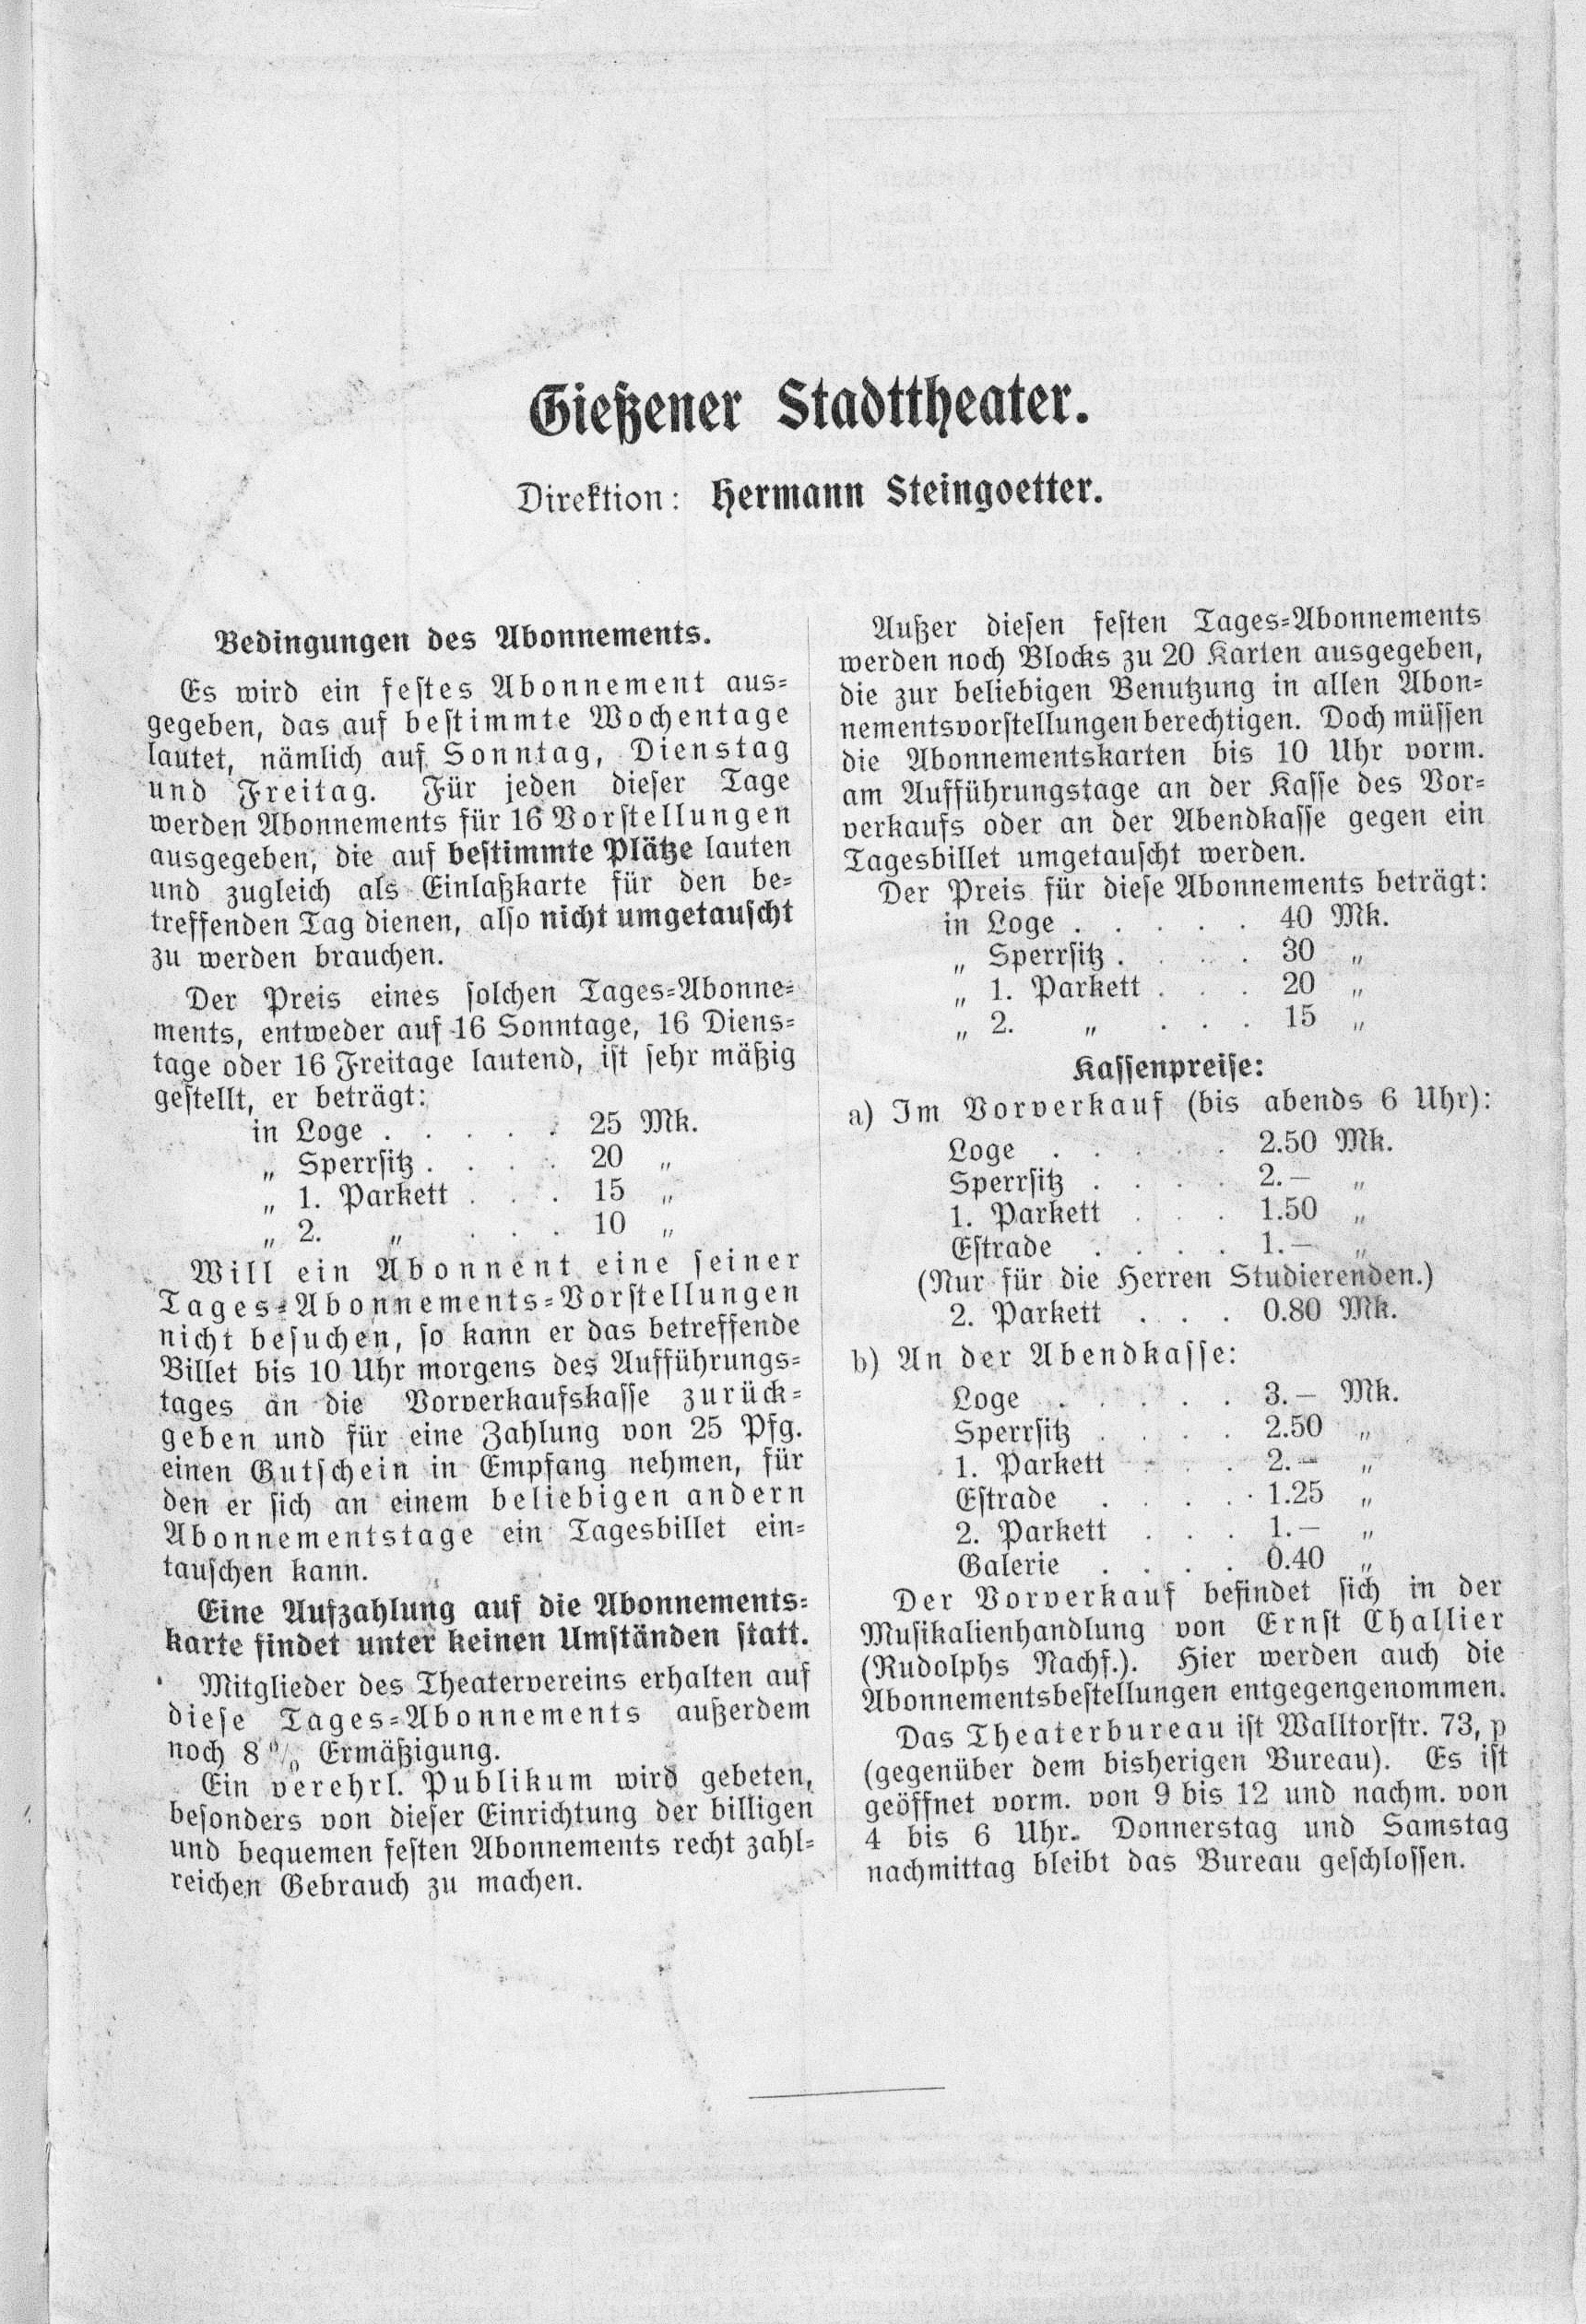 Gießener Stadttheater.
Direktion: Hermann Steingoetter.
Bedingungen des Abonnements.
Es wird ein festes Abonnement aus-
gegeben, das auf bestimmte Wochentage
lautet, nämlich auf Sonntag, Dienstag
und Freitag. Für jeden dieser Tage
werden Abonnements für 16 Vorstellungen
ausgegeben, die auf bestimmte Plätze lauten
und zugleich als Einlaßkarte für den be-
treffenden Tag dienen, also nicht umgetauscht
zu werden brauchen.
Der Preis eines solchen Tages-Abonne-
ments, entweder auf 16 Sonntage, 16 Diens-
tage oder 16 Freitage lautend, ist sehr mäßig
gestellt, er beträgt:
in Loge . . . . . 25 Mk.
„ Sperrsitz . . . . 20 „
„ 1. Parkett . . . 15 „
„ 2. „ . . . 10 „
Will ein Abonnent eine seiner
Tages-Abonnements-Vorstellungen
nicht besuchen, so kann er das betreffende
Billet bis 10 Uhr morgens des Aufführungs-
tages an die Vorverkaufskasse zurück-
geben und für eine Zahlung von 25 Pfg.
einen Gutschein in Empfang nehmen, für
den er sich an einem beliebigen andern
Abonnementstage ein Tagesbillet ein-
tauschen kann.
Eine Aufzahlung auf die Abonnements-
karte findet unter keinen Umständen statt.
Mitglieder des Theatervereins erhalten auf
diese Tages-Abonnements außerdem
noch 8 % Ermäßigung.
Ein verehrl. Publikum wird gebeten,
besonders von dieser Einrichtung der billigen
und bequemen festen Abonnements recht zahl-
reichen Gebrauch zu machen.
Außer diesen festen Tages-Abonnements
werden noch Blocks zu 20 Karten ausgegeben,
die zur beliebigen Benutzung in allen Abon-
nementsvorstellungen berechtigen. Doch müssen
die Abonnementskarten bis 10 Uhr vorm.
am Aufführungstage an der Kasse des Vor-
verkaufs oder an der Abendkasse gegen ein
Tagesbillet umgetauscht werden.
Der Preis für diese Abonnements beträgt:
in Loge . . . . . 40 Mk.
„ Sperrsitz . . . . 30 „
„ 1. Parkett . . . 20 „
„ 2. „ . . . 15 „
Kassenpreise:
a) Im Vorverkauf (bis abends 6 Uhr):
Loge . . . . . 2.50 Mk.
Sperrsitz . . . . 2.— „
1. Parkett . . . 1.50 „
Estrade . . . . 1.— „
(Nur für die Herren Studierenden.)
2. Parkett . . . 0.80 Mk.
b) An der Abendkasse:
Loge . . . . . 3.— Mk.
Sperrsitz . . . . 2.50 „
1. Parkett . . . 2.— „
Estrade . . . . 1.25 „
2. Parkett . . . 1.— „
Galerie . . . . 0.40 „
Der Vorverkauf befindet sich in der
Musikalienhandlung von Ernst Challier
(Rudolphs Nachf.). Hier werden auch die
Abonnementsbestellungen entgegengenommen.
Das Theaterbureau ist Walltorstr. 73, p
(gegenüber dem bisherigen Bureau). Es ist
geöffnet vorm. von 9 bis 12 und nachm. von
4 bis 6 Uhr. Donnerstag und Samstag
nachmittag bleibt das Bureau geschlossen.